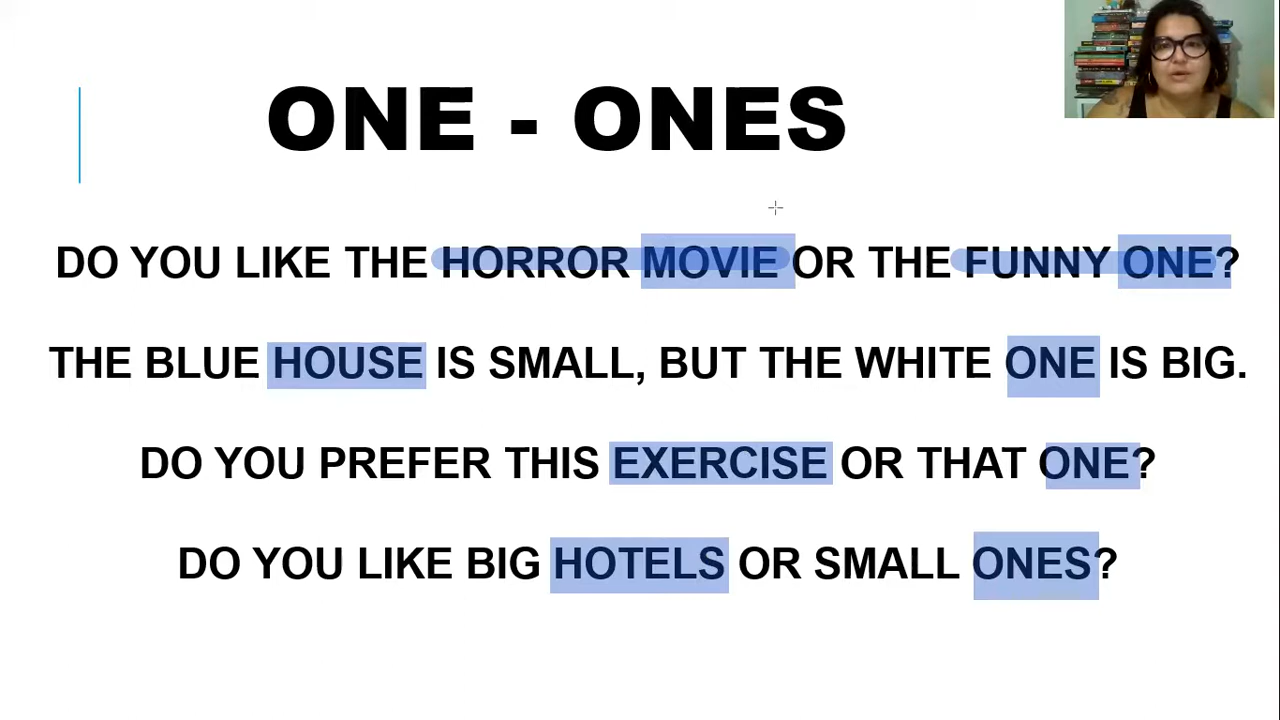 ONE - ONES
DO YOU LIKE THE HORROR MOVIE OR THE FUNNY ONE?
THE BLUE HOUSE IS SMALL, BUT THE WHITE ONE IS BIG.
DO YOU PREFER THIS EXERCISE OR THAT ONE?
DO YOU LIKE BIG HOTELS OR SMALL ONES?